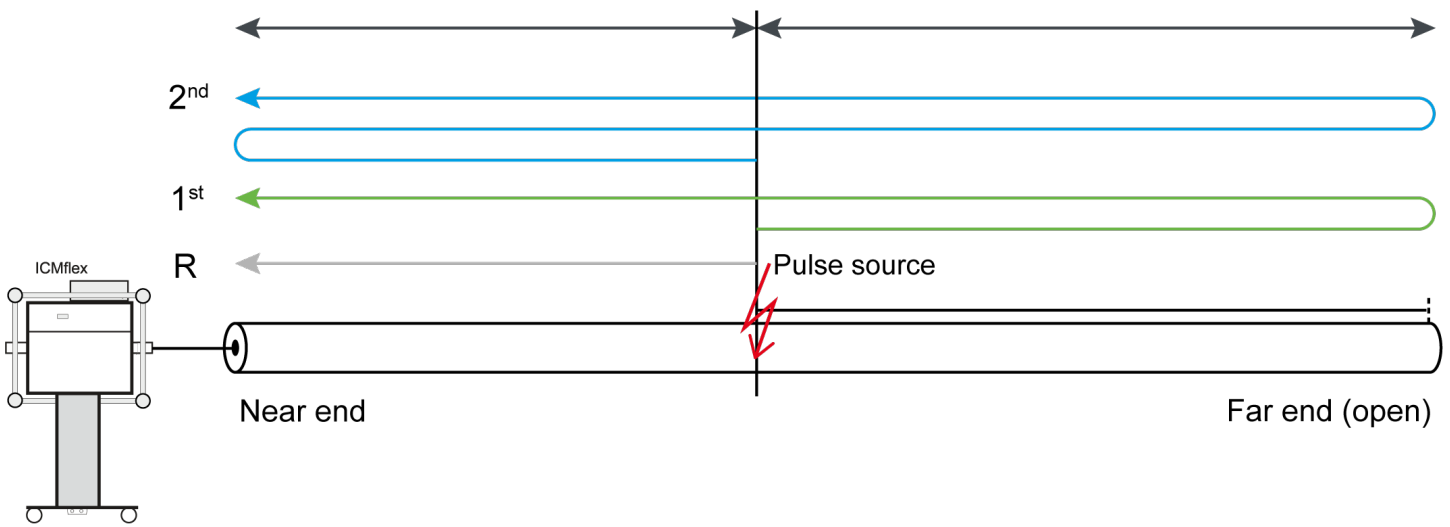 2nd
1st
R
Pulse source
ICMflex
Near end
Far end (open)